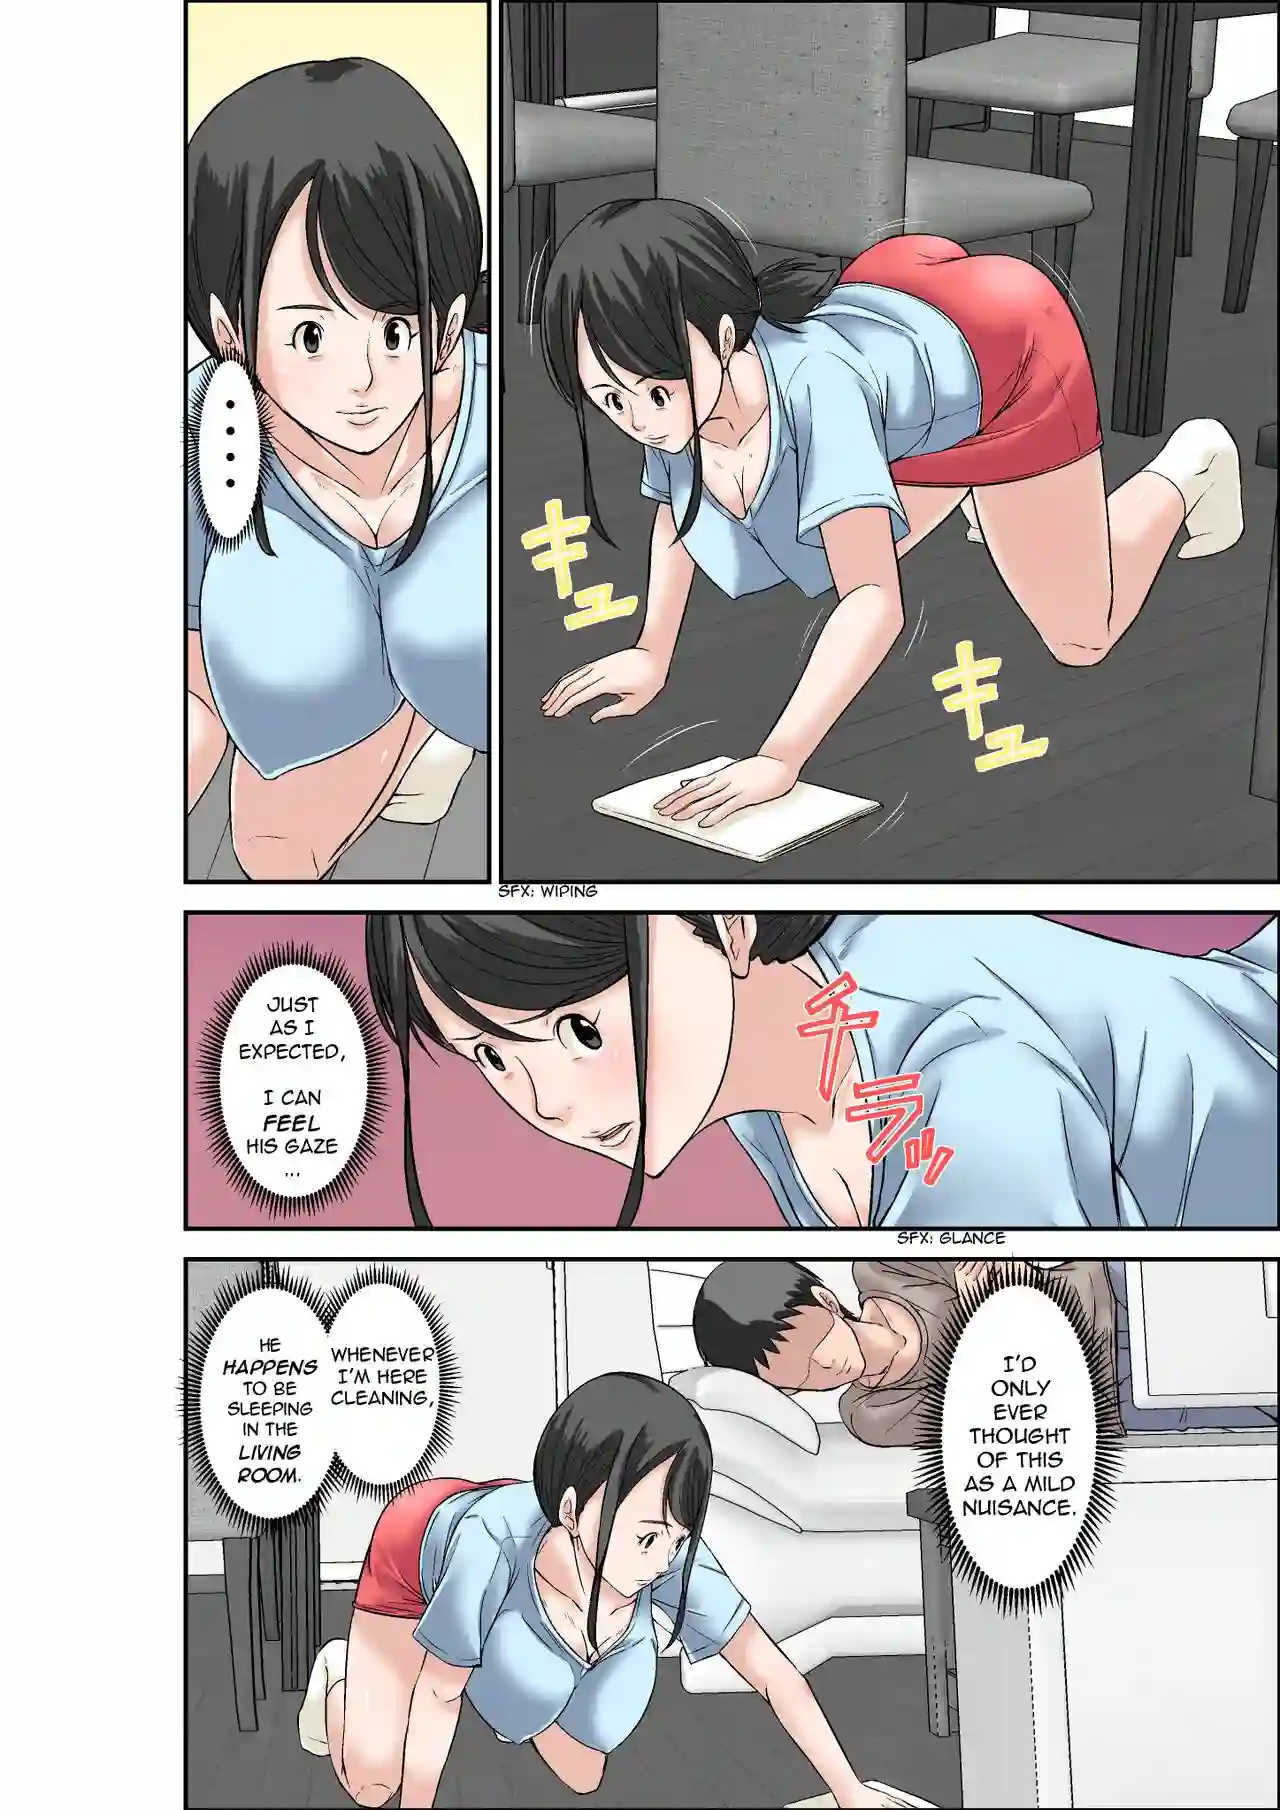 キュ
キュ
SFX: WIPING
. . . .
チラッ
JUST
AS I
EXPECTED,
I CAN
FEEL
HIS GAZE
...
SFX: GLANCE
I'D
ONLY
EVER
THOUGHT
OF THIS
AS A MILD
NUISANCE.
WHENEVER
I'M HERE
CLEANING,
HE
HAPPENS
TO BE
SLEEPING
IN THE
LIVING
ROOM.